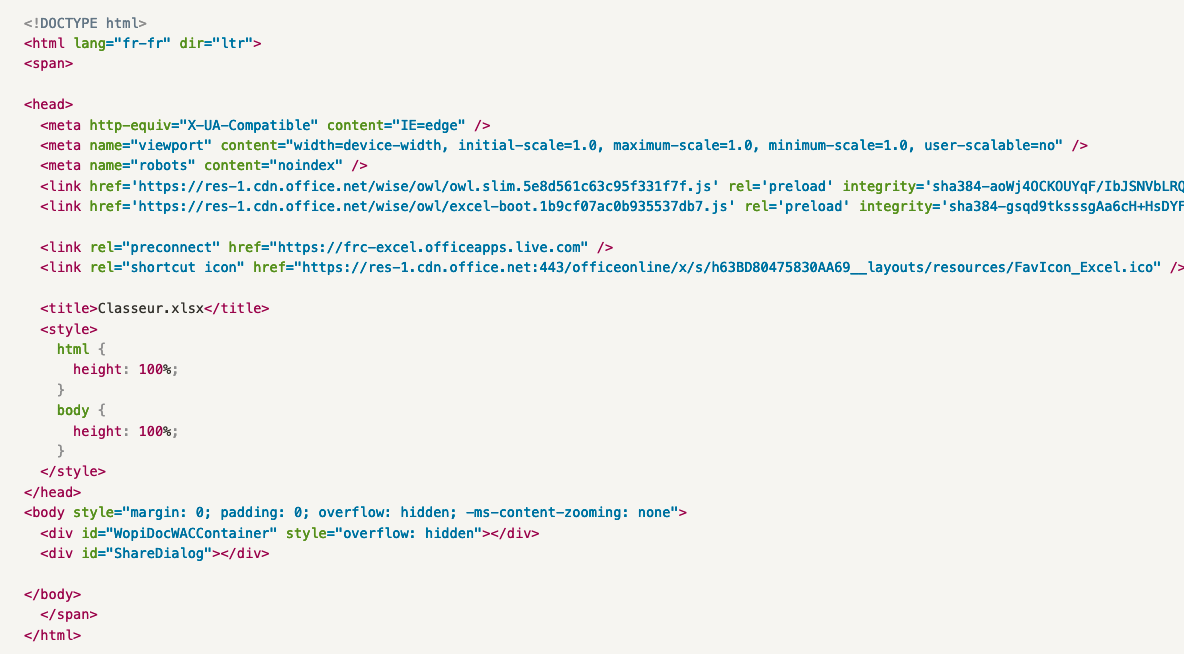 <!DOCTYPE html>
<html lang="fr-fr" dir="ltr">
<span>
<head>
<meta http-equiv="X-UA-Compatible" content="IE=edge" />
<meta name="viewport" content="width=device-width, initial-scale=1.0, maximum-scale=1.0, minimum-scale=1.0, user-scalable=no" />
<meta name="robots" content="noindex" />
<link href='https://res-1.cdn.office.net/wise/owl/owl.slim.5e8d561c63c95f331f7f.js' rel='preload' integrity='sha384-aoWj4OCKOUYqF/IbJSNVbLRQ
<link href='https://res-1.cdn.office.net/wise/owl/excel-boot.1b9cf07ac0b935537db7.js' rel='preload' integrity='sha384-gsqd9tksssgAa6cH+HsDYF
<link rel="preconnect" href="https://frc-excel.officeapps.live.com" />
<link rel="shortcut icon" href="https://res-1.cdn.office.net:443/officeonline/x/s/h63BD80475830AA69__layouts/resources/FavIcon_Excel.ico" />
<title>Classeur.xlsx</title>
<style>
html {
height: 100%;
}
body {
height: 100%;
}
</style>
</head>
<body style="margin: 0; padding: 0; overflow: hidden; -ms-content-zooming: none">
<div id="WopiDocWACContainer" style="overflow: hidden"></div>
<div id="ShareDialog"></div>
</body>
</span>
</html>